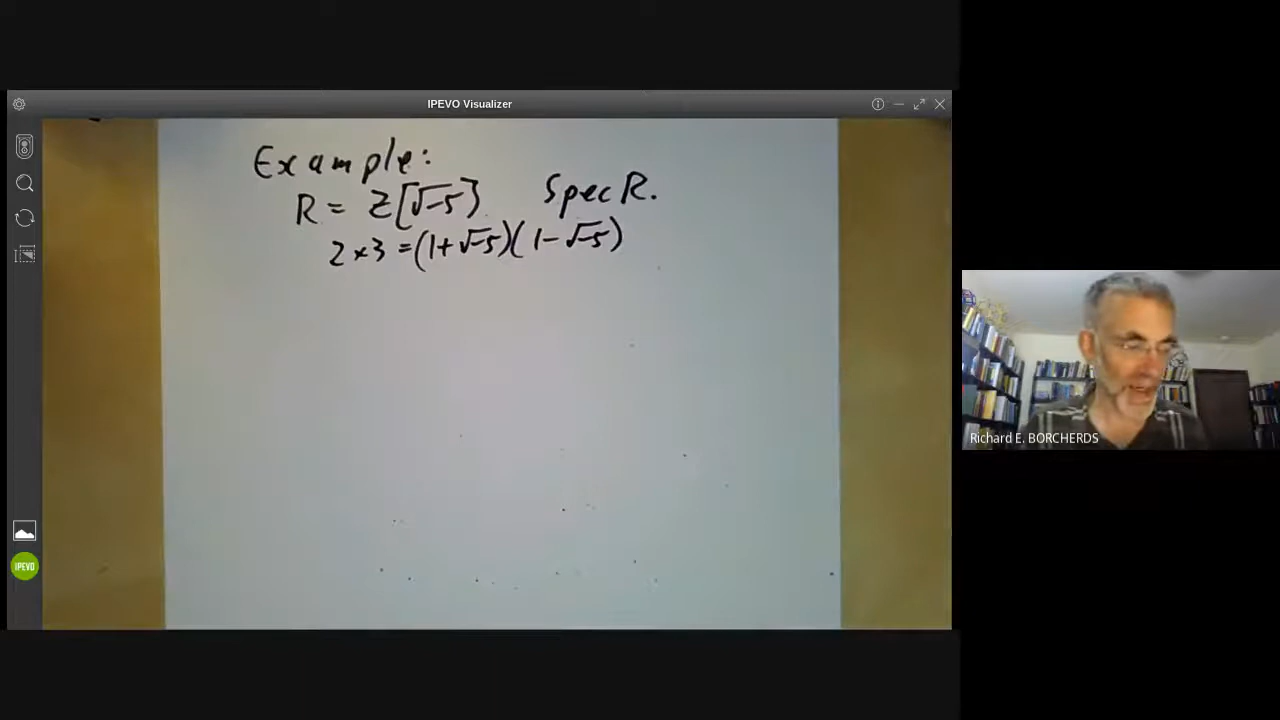 IPEVO Visualizer
Example:
R = Z[√-5] Spec R.
2×3 = (1+√-5)(1-√-5)
Richard E. BORCHERDS
IPEVO